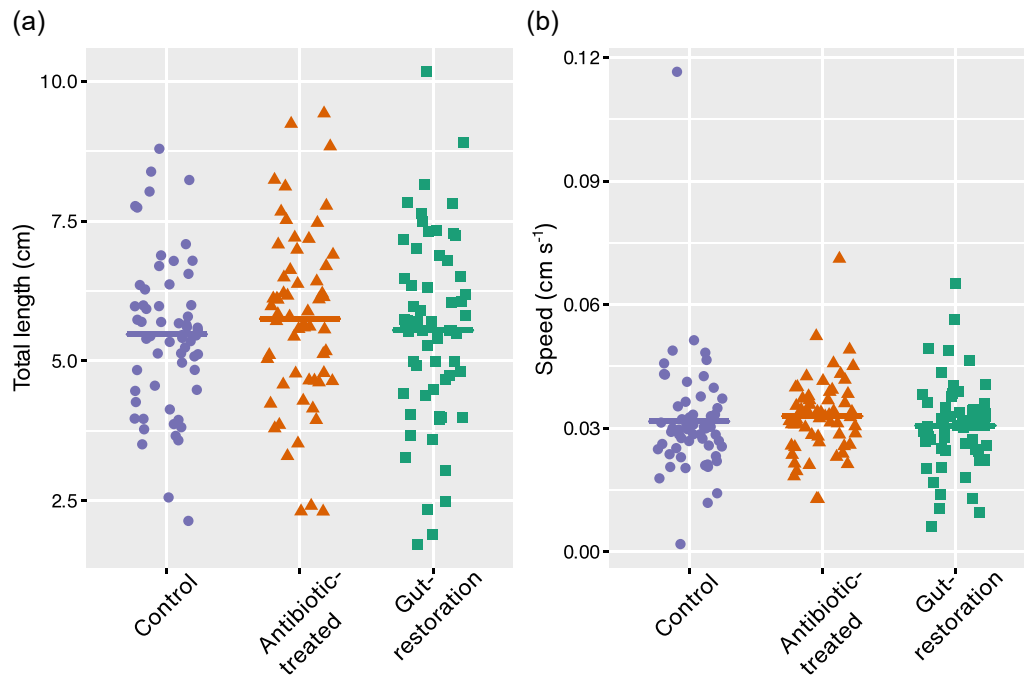 (a)
Total length (cm)
10.0
7.5
5.0
2.5
Control
Antibiotic-
treated
Gut-
restoration
(b)
Speed (cm s⁻¹)
0.12
0.09
0.06
0.03
0.00
Control
Antibiotic-
treated
Gut-
restoration